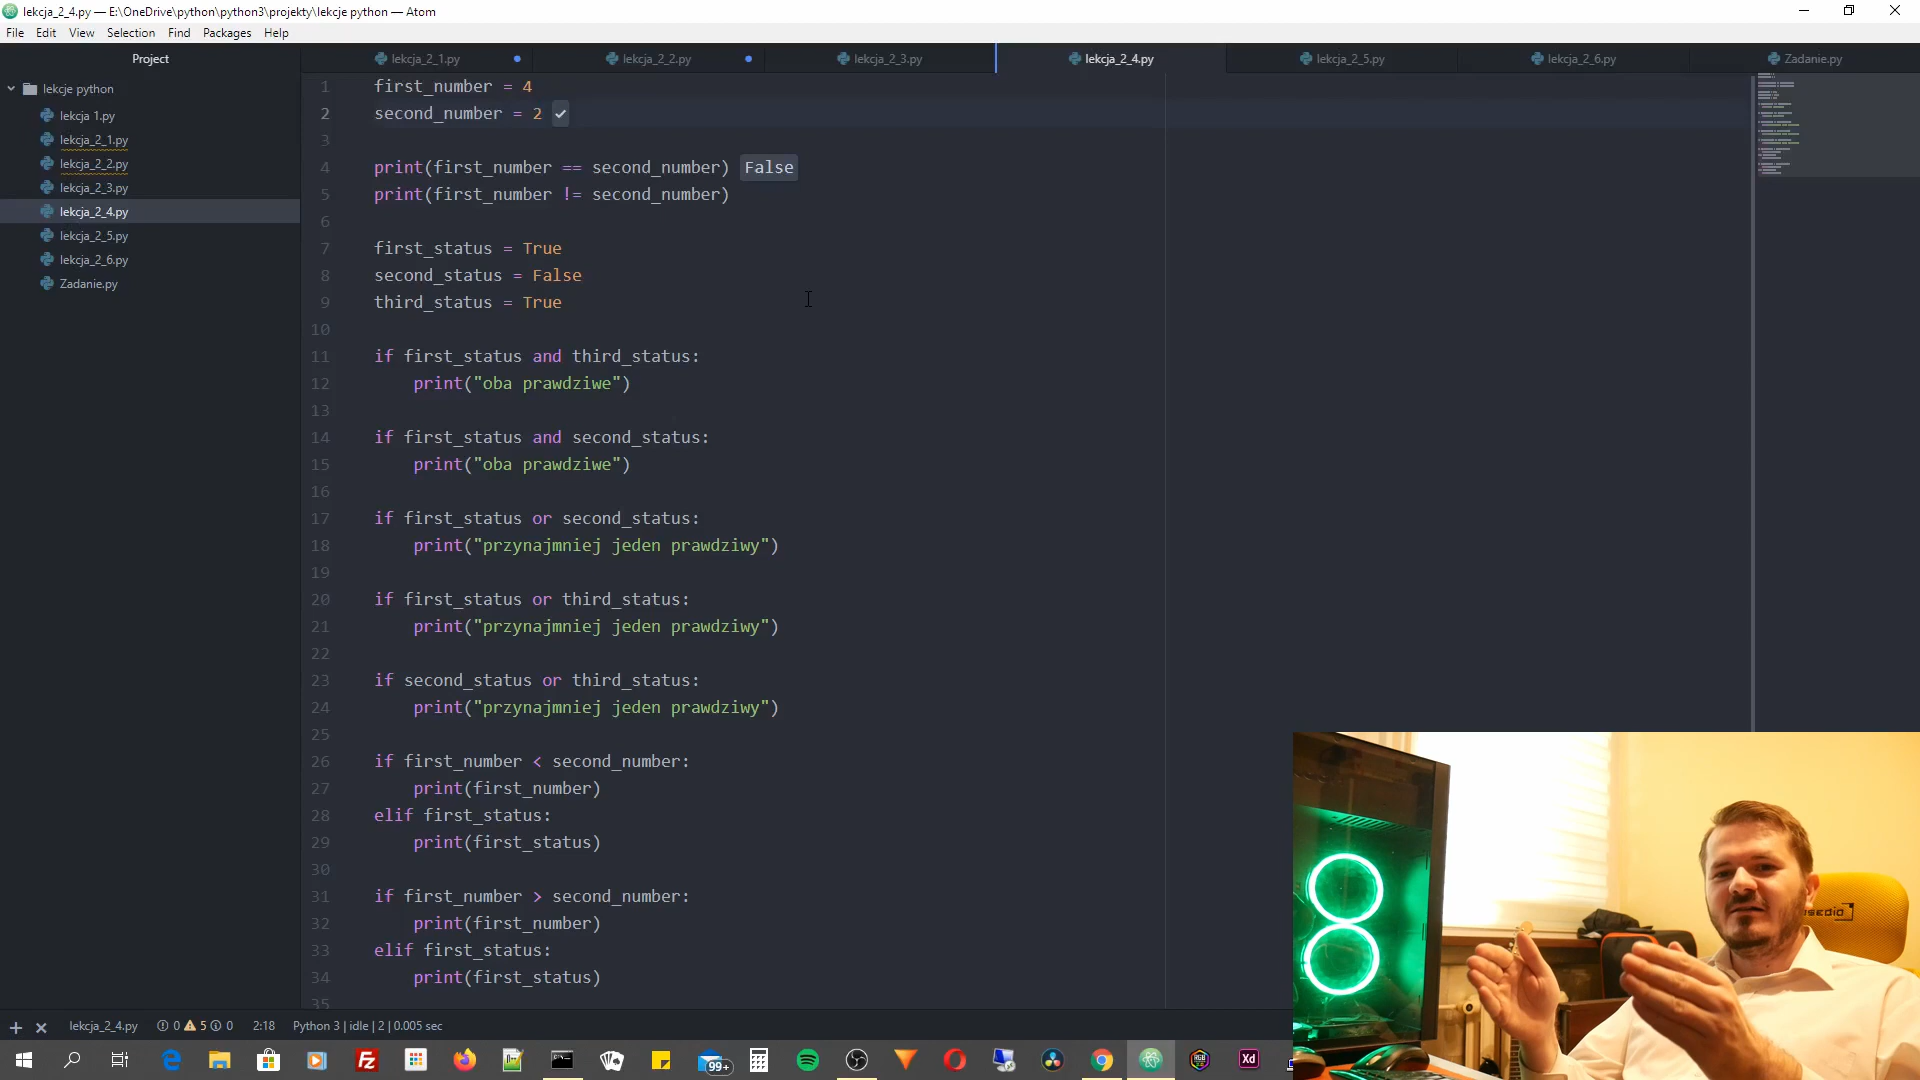 lekcja_2_4.py — E:\OneDrive\python\python3\projekty\lekcje python — Atom
File Edit View Selection Find Packages Help
Project
lekcje python
lekcja 1.py
lekcja_2_1.py
lekcja_2_2.py
lekcja_2_3.py
lekcja_2_4.py
lekcja_2_5.py
lekcja_2_6.py
Zadanie.py
lekcja_2_1.py lekcja_2_2.py lekcja_2_3.py lekcja_2_4.py lekcja_2_5.py lekcja_2_6.py Zadanie.py
1 first_number = 4
2 second_number = 2 ✓
3
4 print(first_number == second_number) False
5 print(first_number != second_number)
6
7 first_status = True
8 second_status = False
9 third_status = True
10
11 if first_status and third_status:
12 print("oba prawdziwe")
13
14 if first_status and second_status:
15 print("oba prawdziwe")
16
17 if first_status or second_status:
18 print("przynajmniej jeden prawdziwy")
19
20 if first_status or third_status:
21 print("przynajmniej jeden prawdziwy")
22
23 if second_status or third_status:
24 print("przynajmniej jeden prawdziwy")
25
26 if first_number < second_number:
27 print(first_number)
28 elif first_status:
29 print(first_status)
30
31 if first_number > second_number:
32 print(first_number)
33 elif first_status:
34 print(first_status)
35
lekcja_2_4.py 0 5 0 2:18 Python 3 | idle | 2 | 0.005 sec
99+
Xd